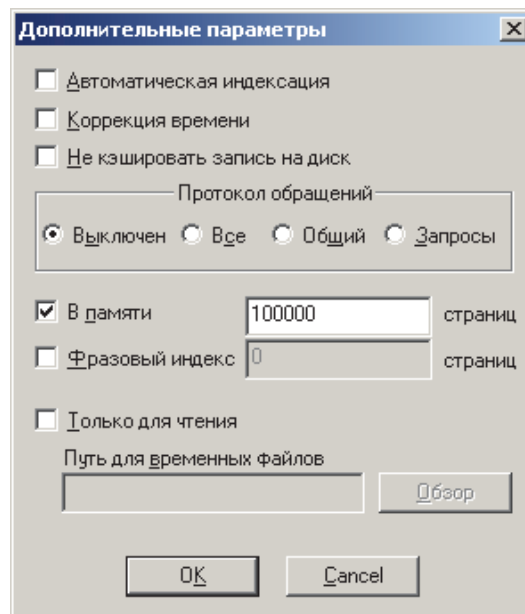 Дополнительные параметры
Автоматическая индексация
Коррекция времени
Не кэшировать запись на диск
Протокол обращений
Выключен Все Общий Запросы
В памяти 100000 страниц
Фразовый индекс 0 страниц
Только для чтения
Путь для временных файлов
Обзор
OK Cancel